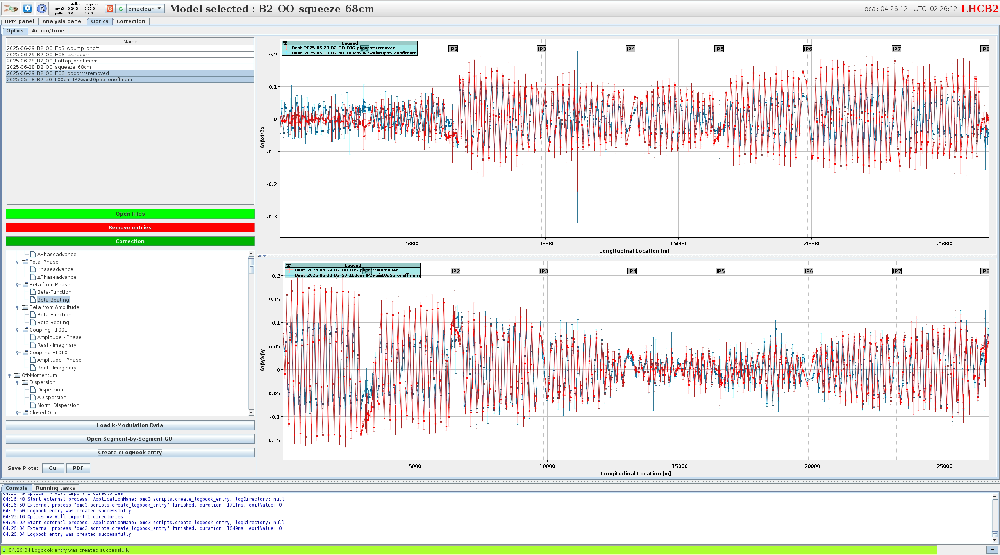 Installed Required
omc3 0.24.3 0.23.0
pylhc 0.8.1 0.8.0
emaclean
Model selected : B2_OO_squeeze_68cm
local: 04:26:12 | UTC: 02:26:12 LHCB2
BPM panel Analysis panel Optics Correction
Optics Action/Tune
Name
2025-06-29_B2_OO_EoS_wbump_onoff
2025-06-29_B2_OO_EOS_extracorr
2025-06-28_B2_OO_flattop_onoffmom
2025-06-28_B2_OO_squeeze_68cm
2025-06-29_B2_OO_EOS_pbcorrrsremoved
2025-05-18_B2_50_100cm_IP2waist0p55_onoffmom
Open Files
Remove entries
Correction
ΔPhaseadvance
Total Phase
Phaseadvance
ΔPhaseadvance
Beta from Phase
Beta-Function
Beta-Beating
Beta from Amplitude
Beta-Function
Beta-Beating
Coupling F1001
Amplitude - Phase
Real - Imaginary
Coupling F1010
Amplitude - Phase
Real - Imaginary
Off-Momentum
Dispersion
Dispersion
ΔDispersion
Norm. Dispersion
Closed Orbit
Load k-Modulation Data
Open Segment-by-Segment GUI
Create eLogBook entry
Save Plots: Gui PDF
Legend
Beat_2025-06-29_B2_OO_EOS_pbcorrrsremoved
Beat_2025-05-18_B2_50_100cm_IP2waist0p55_onoffmom
IP1 IP2 IP3 IP4 IP5 IP6 IP7 IP8
0.2
0.1
0
-0.1
-0.2
-0.3
(Δβx)/βx
5000 10000 15000 20000 25000
Longitudinal Location [m]
Legend
Beat_2025-06-29_B2_OO_EOS_pbcorrrsremoved
Beat_2025-05-18_B2_50_100cm_IP2waist0p55_onoffmom
IP1 IP2 IP3 IP4 IP5 IP6 IP7 IP8
0.2
0.15
0.1
0.05
0
-0.05
-0.1
-0.15
(Δβy)/βy
5000 10000 15000 20000 25000
Longitudinal Location [m]
Console Running tasks
04:15:49 Optics => Will import 1 directories
04:16:48 Start external process. ApplicationName: omc3.scripts.create_logbook_entry, logDirectory: null
04:16:50 External process "omc3.scripts.create_logbook_entry" finished, duration: 1711ms, exitValue: 0
04:16:50 Logbook entry was created successfully
04:25:16 Optics => Will import 1 directories
04:26:02 Start external process. ApplicationName: omc3.scripts.create_logbook_entry, logDirectory: null
04:26:04 External process "omc3.scripts.create_logbook_entry" finished, duration: 1649ms, exitValue: 0
04:26:04 Logbook entry was created successfully
04:26:04 Logbook entry was created successfully